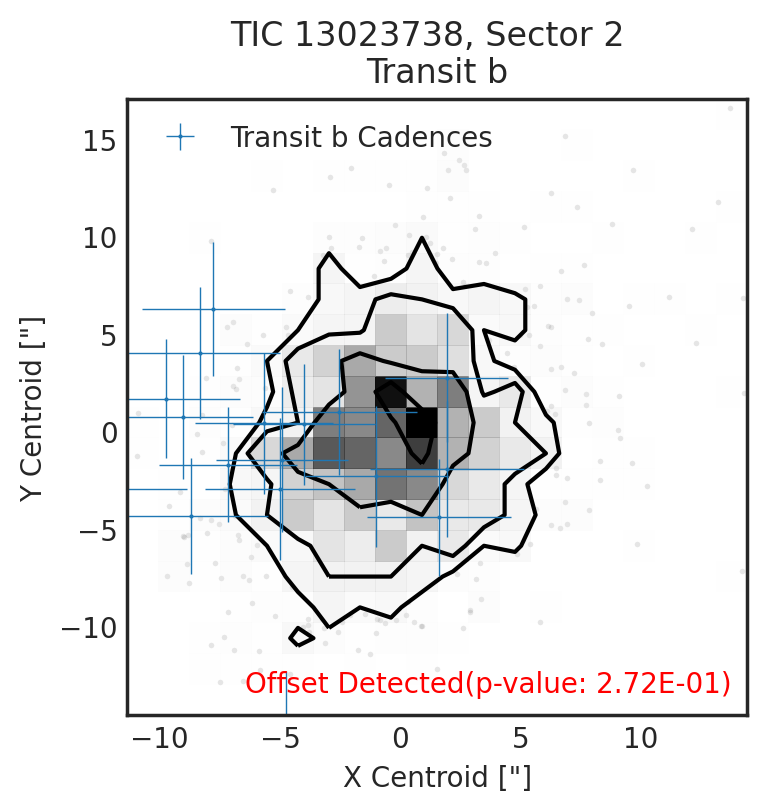 TIC 13023738, Sector 2
Transit b
Transit b Cadences
15
10
5
0
−5
−10
Y Centroid ["]
Offset Detected(p-value: 2.72E-01)
−10 −5 0 5 10
X Centroid ["]